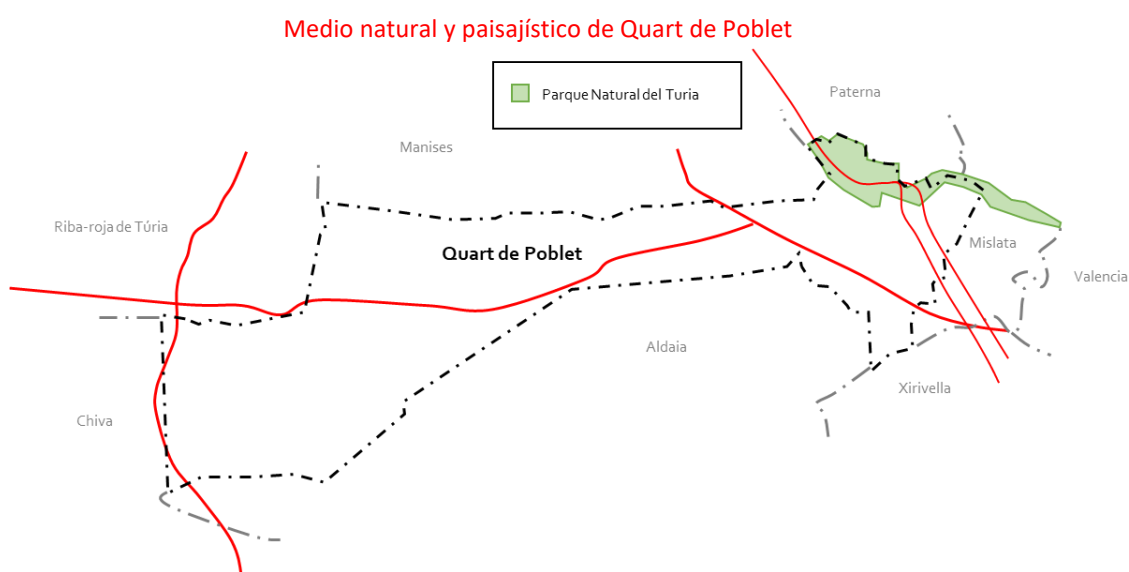 Medio natural y paisajístico de Quart de Poblet
Parque Natural del Turia
Paterna
Manises
Riba-roja de Túria
Quart de Poblet
Mislata
Valencia
Aldaia
Xirivella
Chiva